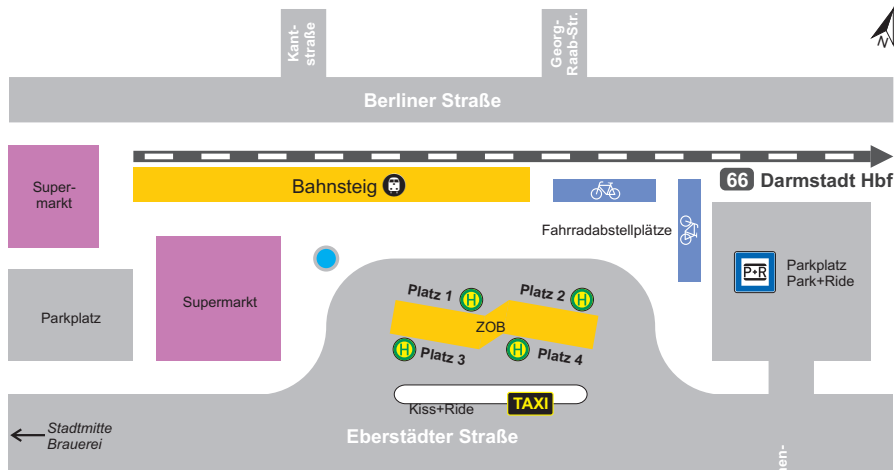 Kant-
straße
Georg-
Raab-Str.
N
Berliner Straße
Super-
markt
Bahnsteig
66 Darmstadt Hbf
Fahrradabstellplätze
P+R
Parkplatz
Park+Ride
Supermarkt
Parkplatz
Platz 1 H
Platz 2 H
ZOB
H Platz 3
H Platz 4
Kiss+Ride
TAXI
Stadtmitte
Brauerei
Eberstädter Straße